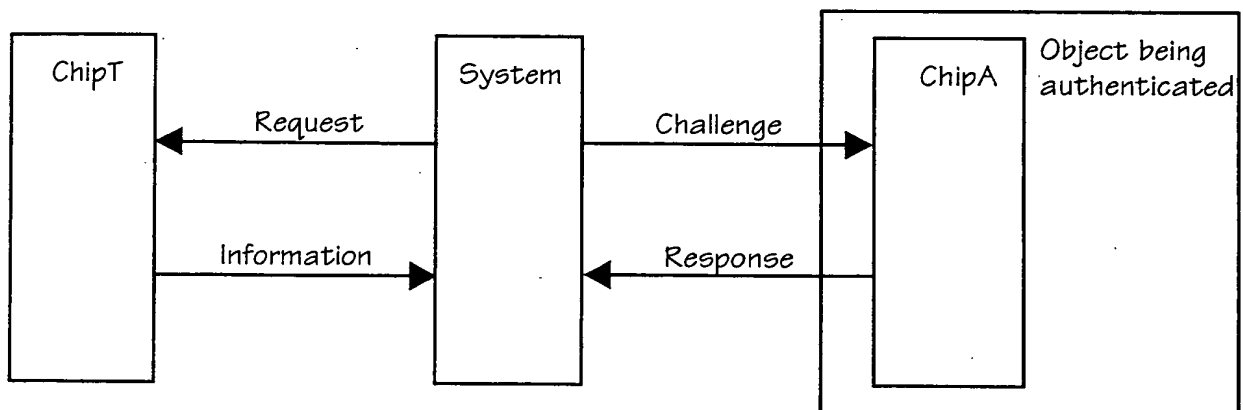 ChipT
System
ChipA
Object being
authenticated
Request
Challenge
Information
Response